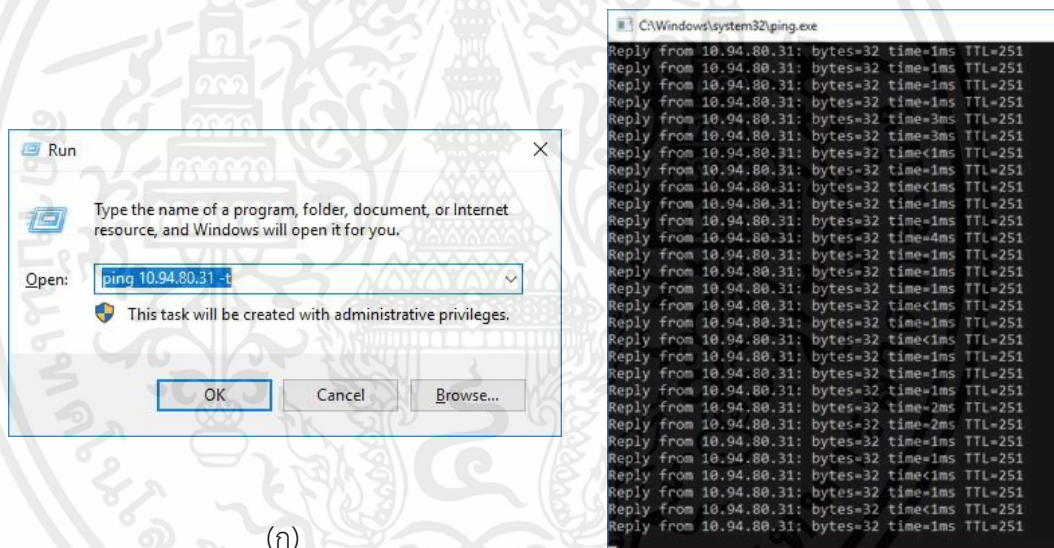 C:\Windows\system32\ping.exe
Reply from 10.94.80.31: bytes=32 time=1ms TTL=251
Reply from 10.94.80.31: bytes=32 time=1ms TTL=251
Reply from 10.94.80.31: bytes=32 time=1ms TTL=251
Reply from 10.94.80.31: bytes=32 time=1ms TTL=251
Reply from 10.94.80.31: bytes=32 time=3ms TTL=251
Reply from 10.94.80.31: bytes=32 time=3ms TTL=251
Reply from 10.94.80.31: bytes=32 time<1ms TTL=251
Reply from 10.94.80.31: bytes=32 time=1ms TTL=251
Reply from 10.94.80.31: bytes=32 time<1ms TTL=251
Reply from 10.94.80.31: bytes=32 time=1ms TTL=251
Reply from 10.94.80.31: bytes=32 time=1ms TTL=251
Reply from 10.94.80.31: bytes=32 time=4ms TTL=251
Reply from 10.94.80.31: bytes=32 time=1ms TTL=251
Reply from 10.94.80.31: bytes=32 time=1ms TTL=251
Reply from 10.94.80.31: bytes=32 time=1ms TTL=251
Reply from 10.94.80.31: bytes=32 time<1ms TTL=251
Reply from 10.94.80.31: bytes=32 time=1ms TTL=251
Reply from 10.94.80.31: bytes=32 time<1ms TTL=251
Reply from 10.94.80.31: bytes=32 time=1ms TTL=251
Reply from 10.94.80.31: bytes=32 time=1ms TTL=251
Reply from 10.94.80.31: bytes=32 time=1ms TTL=251
Reply from 10.94.80.31: bytes=32 time=2ms TTL=251
Reply from 10.94.80.31: bytes=32 time=2ms TTL=251
Reply from 10.94.80.31: bytes=32 time=1ms TTL=251
Reply from 10.94.80.31: bytes=32 time<1ms TTL=251
Reply from 10.94.80.31: bytes=32 time=1ms TTL=251
Reply from 10.94.80.31: bytes=32 time<1ms TTL=251
Reply from 10.94.80.31: bytes=32 time=1ms TTL=251
Run
Type the name of a program, folder, document, or Internet
resource, and Windows will open it for you.
Open: ping 10.94.80.31 -t
This task will be created with administrative privileges.
OK Cancel Browse...
(ก)